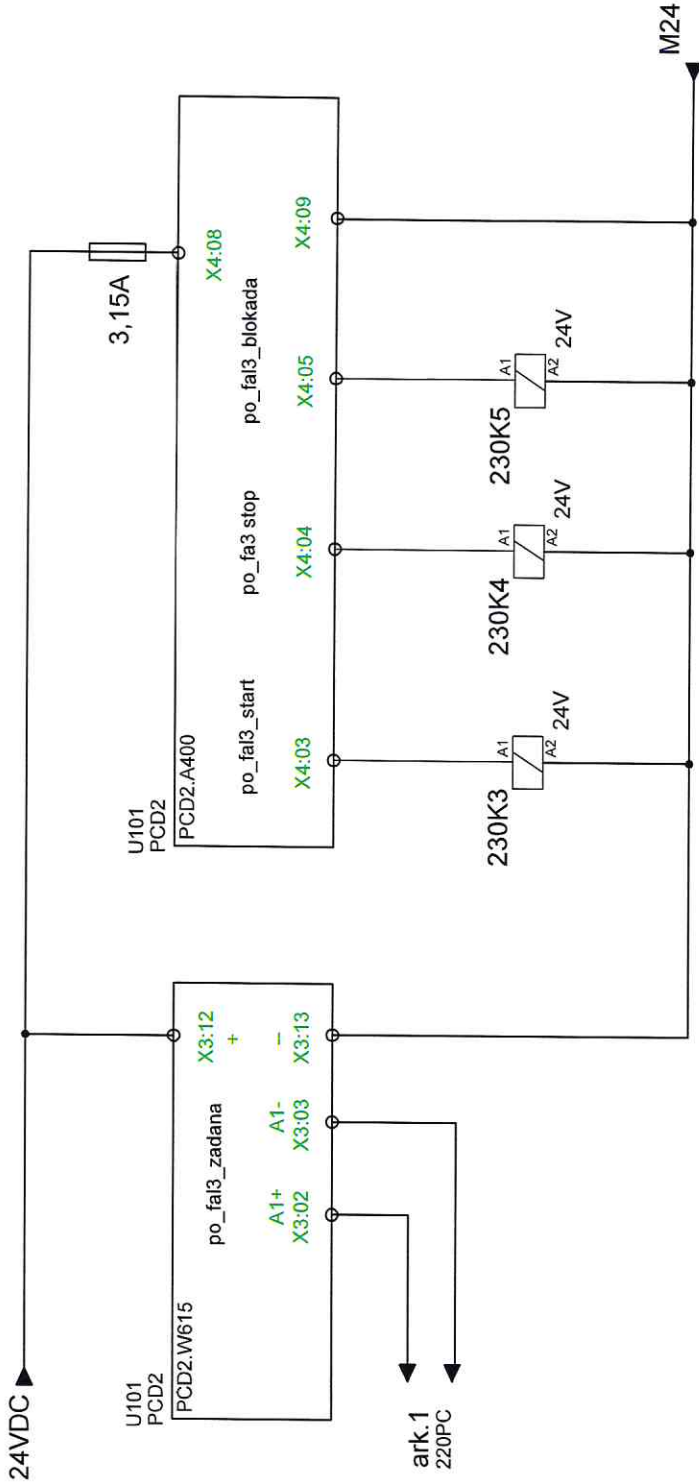 24VDC
3,15A
U101
PCD2
PCD2.W615
po_fal3_zadana
X3:12
+
A1+
A1-
−
X3:02
X3:03
X3:13
ark.1
220PC
U101
PCD2
PCD2.A400
X4:08
po_fal3_start
po_fa3 stop
po_fal3_blokada
X4:03
X4:04
X4:05
X4:09
230K3
A1
A2
24V
230K4
A1
A2
24V
230K5
A1
A2
24V
M24